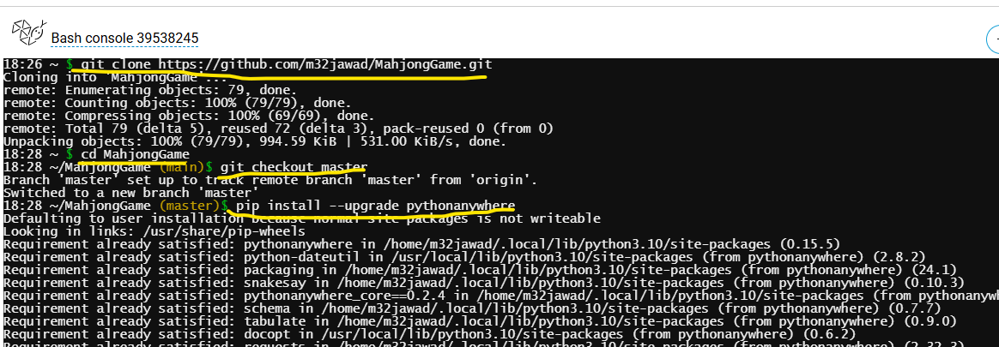 Bash console 39538245
18:26 ~ $ git clone https://github.com/m32jawad/MahjongGame.git
Cloning into 'MahjongGame'...
remote: Enumerating objects: 79, done.
remote: Counting objects: 100% (79/79), done.
remote: Compressing objects: 100% (69/69), done.
remote: Total 79 (delta 5), reused 72 (delta 3), pack-reused 0 (from 0)
Unpacking objects: 100% (79/79), 994.59 KiB | 531.00 KiB/s, done.
18:28 ~ $ cd MahjongGame
18:28 ~/MahjongGame (main)$ git checkout master
Branch 'master' set up to track remote branch 'master' from 'origin'.
Switched to a new branch 'master'
18:28 ~/MahjongGame (master)$ pip install --upgrade pythonanywhere
Defaulting to user installation because normal site-packages is not writeable
Looking in links: /usr/share/pip-wheels
Requirement already satisfied: pythonanywhere in /home/m32jawad/.local/lib/python3.10/site-packages (0.15.5)
Requirement already satisfied: python-dateutil in /usr/local/lib/python3.10/site-packages (from pythonanywhere) (2.8.2)
Requirement already satisfied: packaging in /home/m32jawad/.local/lib/python3.10/site-packages (from pythonanywhere) (24.1)
Requirement already satisfied: snakesay in /home/m32jawad/.local/lib/python3.10/site-packages (from pythonanywhere) (0.10.3)
Requirement already satisfied: pythonanywhere_core==0.2.4 in /home/m32jawad/.local/lib/python3.10/site-packages (from pythonanywh
Requirement already satisfied: schema in /home/m32jawad/.local/lib/python3.10/site-packages (from pythonanywhere) (0.7.7)
Requirement already satisfied: tabulate in /home/m32jawad/.local/lib/python3.10/site-packages (from pythonanywhere) (0.9.0)
Requirement already satisfied: docopt in /usr/local/lib/python3.10/site-packages (from pythonanywhere) (0.6.2)
Requirement already satisfied: requests in /home/m32jawad/.local/lib/python3.10/site-packages (from pythonanywhere) (2.32.3)